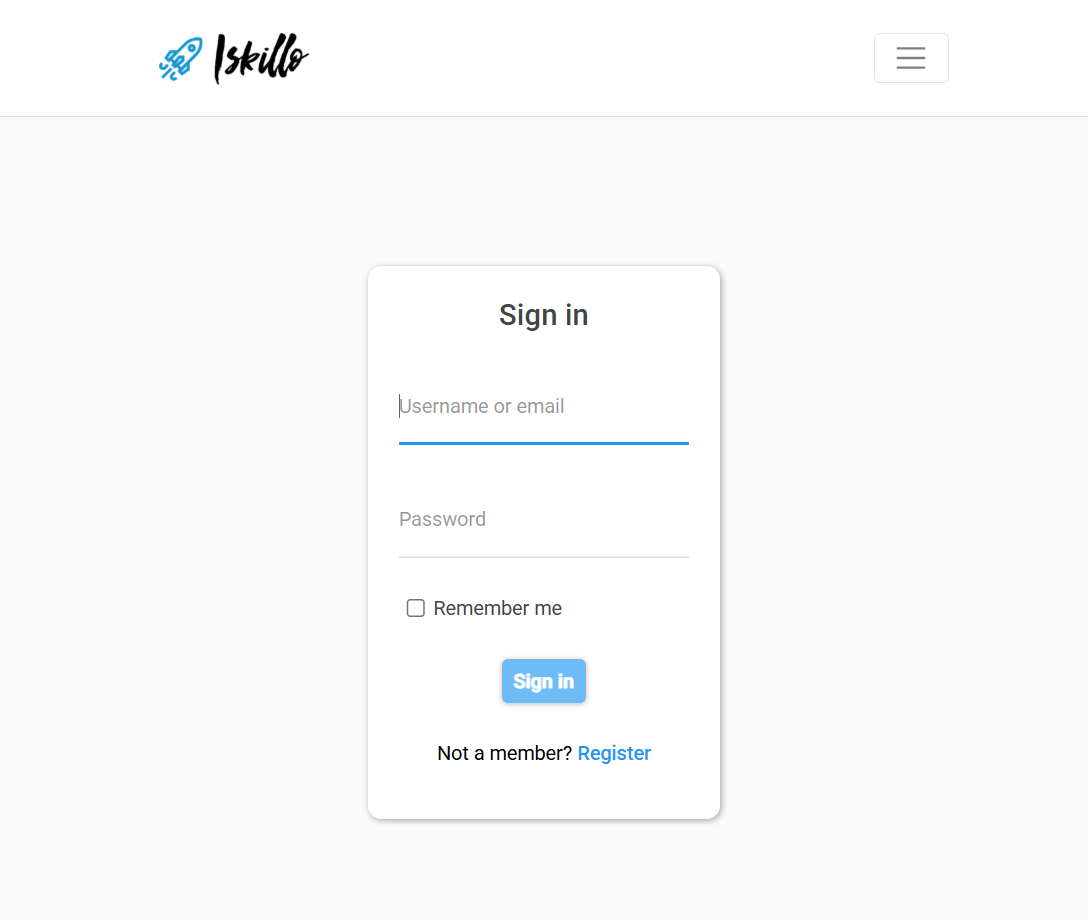 Iskillo
Sign in
Username or email
Password
Remember me
Sign in
Not a member? Register